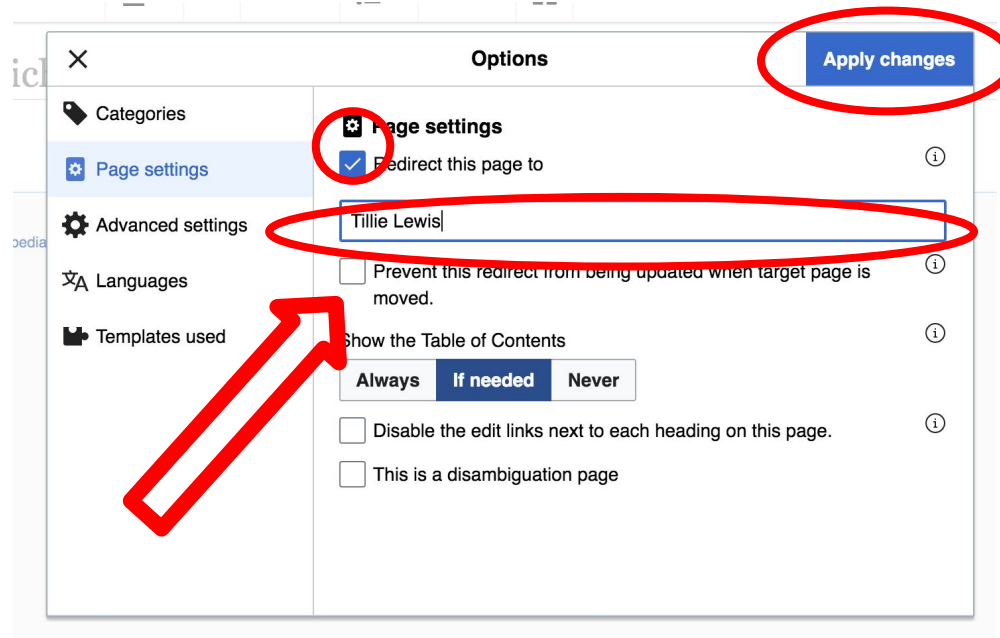 Options
Apply changes
Categories
Page settings
Advanced settings
Languages
Templates used
Page settings
Redirect this page to
Tillie Lewis
Prevent this redirect from being updated when target page is
moved.
Show the Table of Contents
Always If needed Never
Disable the edit links next to each heading on this page.
This is a disambiguation page
pedia